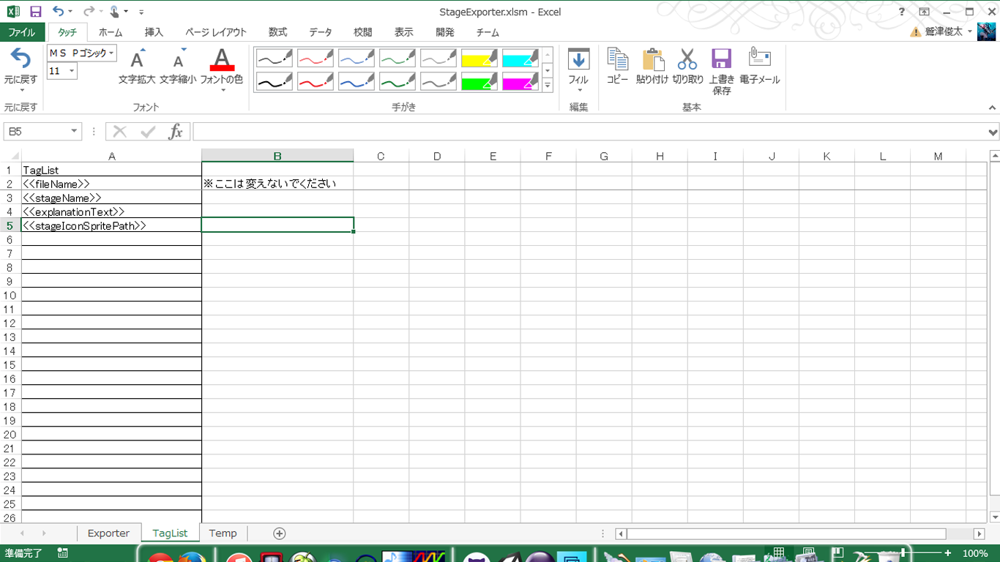 StageExporter.xlsm - Excel
?
ファイル タッチ ホーム 挿入 ページ レイアウト 数式 データ 校閲 表示 開発 チーム 鷲津俊太
元に戻す
ＭＳ Ｐゴシック
11
文字拡大 文字縮小 フォントの色
フィル
コピー 貼り付け 切り取り 上書き保存 電子メール
元に戻す フォント 手がき 編集 基本
B5 fx
A B C D E F G H I J K L M
1 TagList
2 <<fileName>> ※ここは変えないでください
3 <<stageName>>
4 <<explanationText>>
5 <<stageIconSpritePath>>
6
7
8
9
10
11
12
13
14
15
16
17
18
19
20
21
22
23
24
25
26
Exporter TagList Temp
準備完了 100%